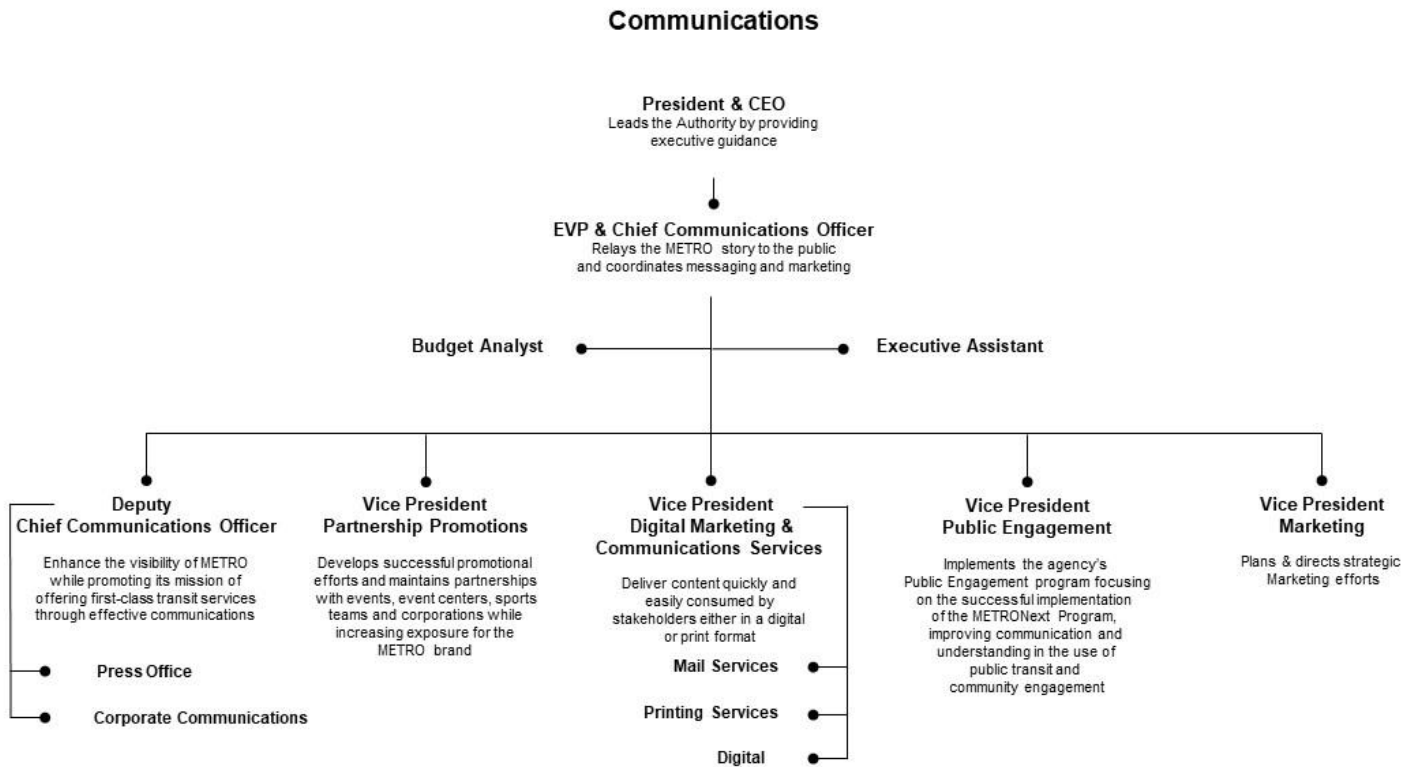 Communications
President & CEO
Leads the Authority by providing
executive guidance
EVP & Chief Communications Officer
Relays the METRO story to the public
and coordinates messaging and marketing
Budget Analyst
Executive Assistant
Deputy
Chief Communications Officer
Enhance the visibility of METRO
while promoting its mission of
offering first-class transit services
through effective communications
Press Office
Corporate Communications
Vice President
Partnership Promotions
Develops successful promotional
efforts and maintains partnerships
with events, event centers, sports
teams and corporations while
increasing exposure for the
METRO brand
Vice President
Digital Marketing &
Communications Services
Deliver content quickly and
easily consumed by
stakeholders either in a digital
or print format
Mail Services
Printing Services
Digital
Vice President
Public Engagement
Implements the agency’s
Public Engagement program focusing
on the successful implementation
of the METRONext Program,
improving communication and
understanding in the use of
public transit and
community engagement
Vice President
Marketing
Plans & directs strategic
Marketing efforts